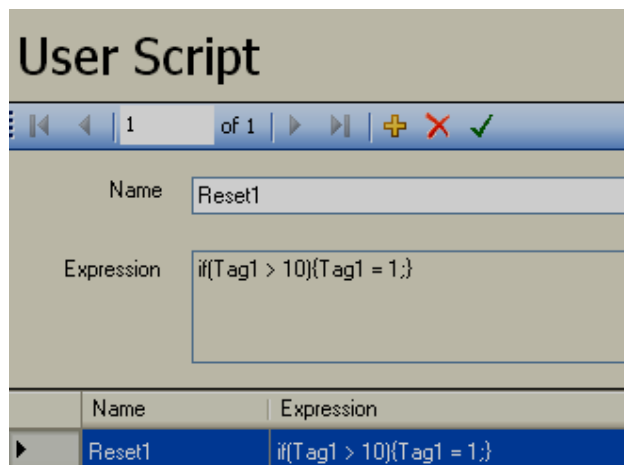 User Script
1 of 1
Name Reset1
Expression if(Tag1 > 10){Tag1 = 1;}
Name Expression
Reset1 if(Tag1 > 10){Tag1 = 1;}